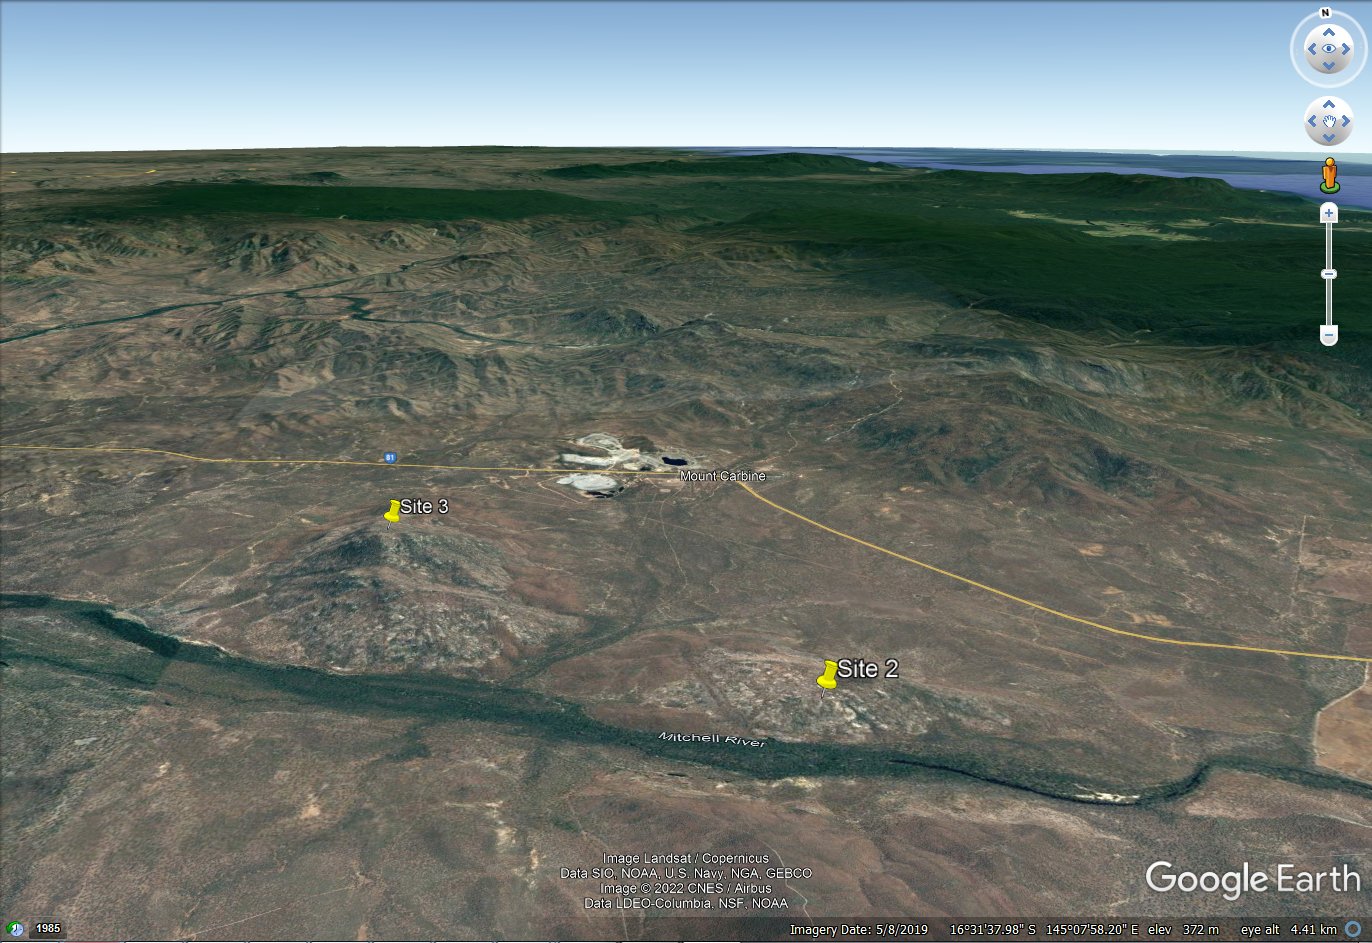 N
81
Mount Carbine
Site 3
Site 2
Mitchell River
Image Landsat / Copernicus
Data SIO, NOAA, U.S. Navy, NGA, GEBCO
Image © 2022 CNES / Airbus
Data LDEO-Columbia, NSF, NOAA
Google Earth
1985
Imagery Date: 5/8/2019 16°31'37.98" S 145°07'58.20" E elev 372 m eye alt 4.41 km